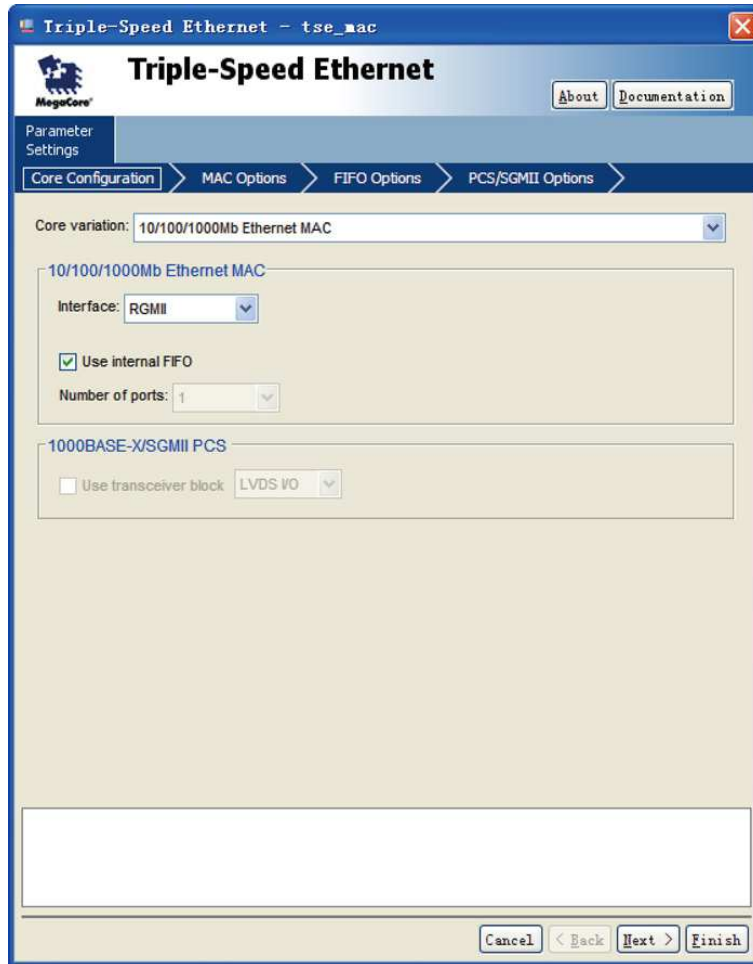 Triple-Speed Ethernet - tse_mac
MegaCore®
Triple-Speed Ethernet
About
Documentation
Parameter
Settings
Core Configuration
MAC Options
FIFO Options
PCS/SGMII Options
Core variation: 10/100/1000Mb Ethernet MAC
10/100/1000Mb Ethernet MAC
Interface: RGMII
Use internal FIFO
Number of ports: 1
1000BASE-X/SGMII PCS
Use transceiver block LVDS I/O
Cancel < Back Next > Finish